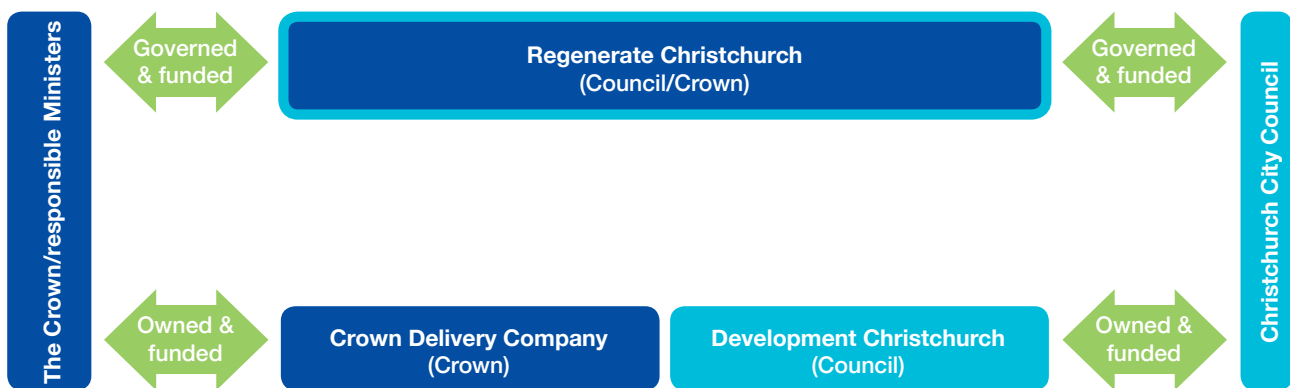 The Crown/responsible Ministers
Governed
& funded
Regenerate Christchurch
(Council/Crown)
Governed
& funded
Christchurch City Council
Owned &
funded
Crown Delivery Company
(Crown)
Development Christchurch
(Council)
Owned &
funded